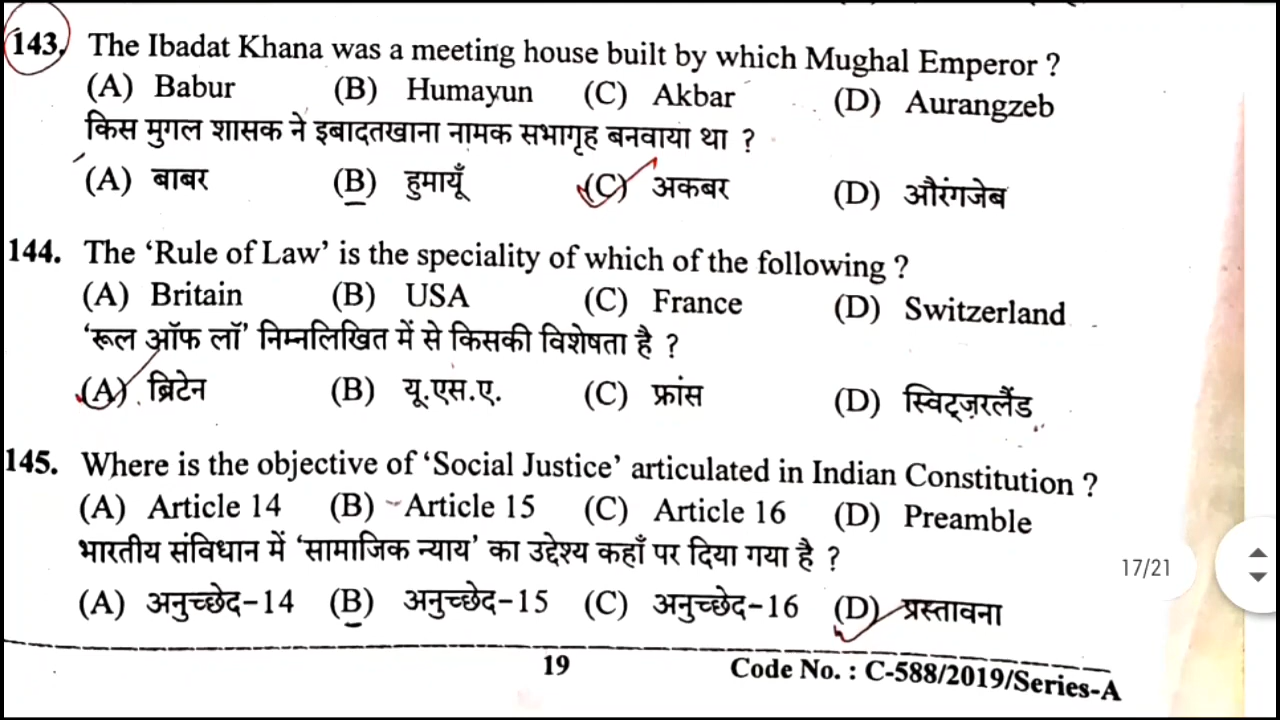 143. The Ibadat Khana was a meeting house built by which Mughal Emperor ?
(A) Babur (B) Humayun (C) Akbar (D) Aurangzeb
किस मुगल शासक ने इबादतखाना नामक सभागृह बनवाया था ?
(A) बाबर (B) हुमायूँ (C) अकबर (D) औरंगजेब
144. The ‘Rule of Law’ is the speciality of which of the following ?
(A) Britain (B) USA (C) France (D) Switzerland
‘रूल ऑफ लॉ’ निम्नलिखित में से किसकी विशेषता है ?
(A) ब्रिटेन (B) यू.एस.ए. (C) फ्रांस (D) स्विट्ज़रलैंड
145. Where is the objective of ‘Social Justice’ articulated in Indian Constitution ?
(A) Article 14 (B) Article 15 (C) Article 16 (D) Preamble
भारतीय संविधान में ‘सामाजिक न्याय’ का उद्देश्य कहाँ पर दिया गया है ?
(A) अनुच्छेद-14 (B) अनुच्छेद-15 (C) अनुच्छेद-16 (D) प्रस्तावना
17/21
19 Code No. : C-588/2019/Series-A